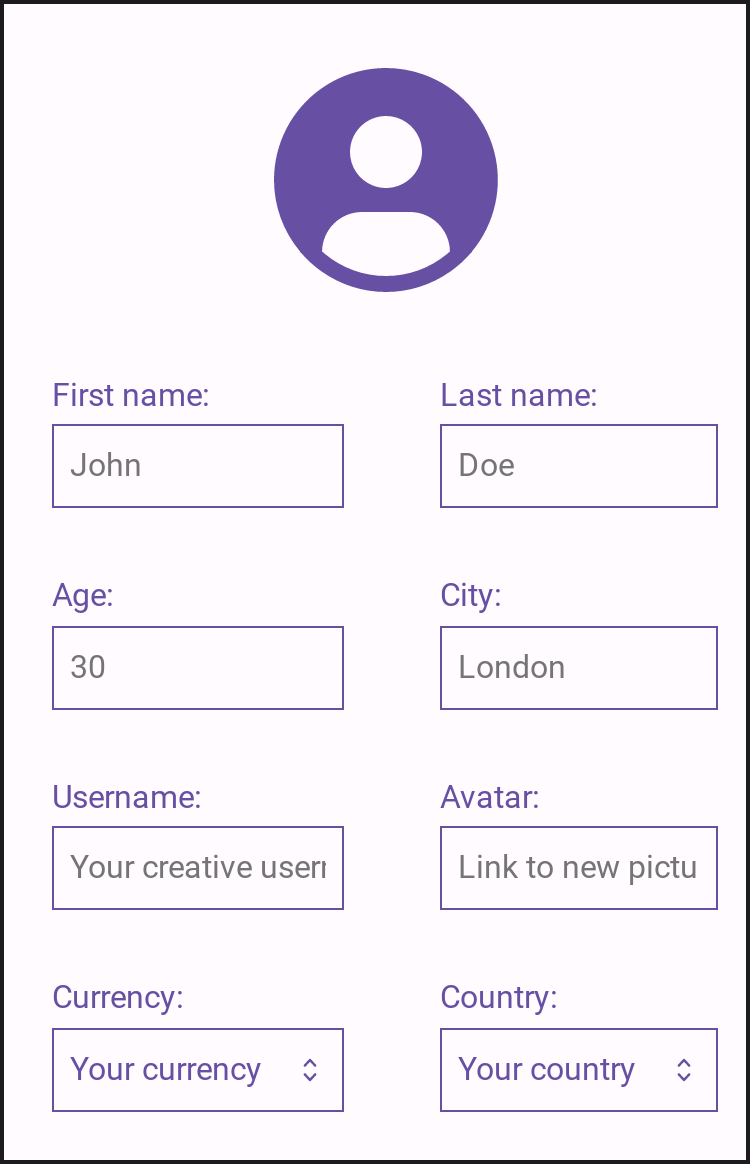 First name:
Last name:
John
Doe
Age:
City:
30
London
Username:
Avatar:
Your creative user
Link to new pictu
Currency:
Country:
Your currency
Your country